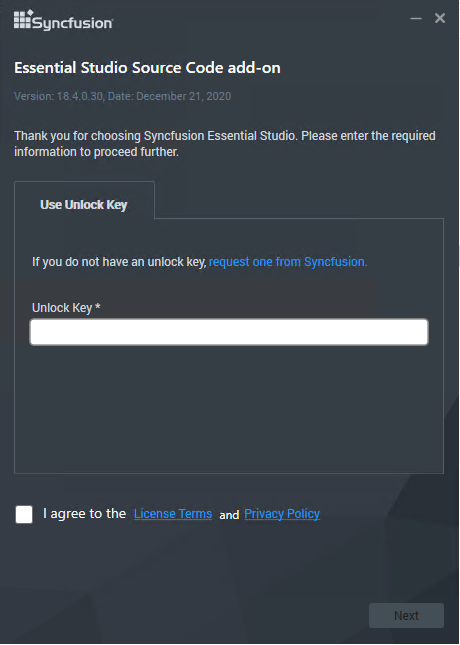 Syncfusion
Essential Studio Source Code add-on
Version: 18.4.0.30, Date: December 21, 2020
Thank you for choosing Syncfusion Essential Studio. Please enter the required
information to proceed further.
Use Unlock Key
If you do not have an unlock key, request one from Syncfusion.
Unlock Key *
I agree to the License Terms and Privacy Policy
Next